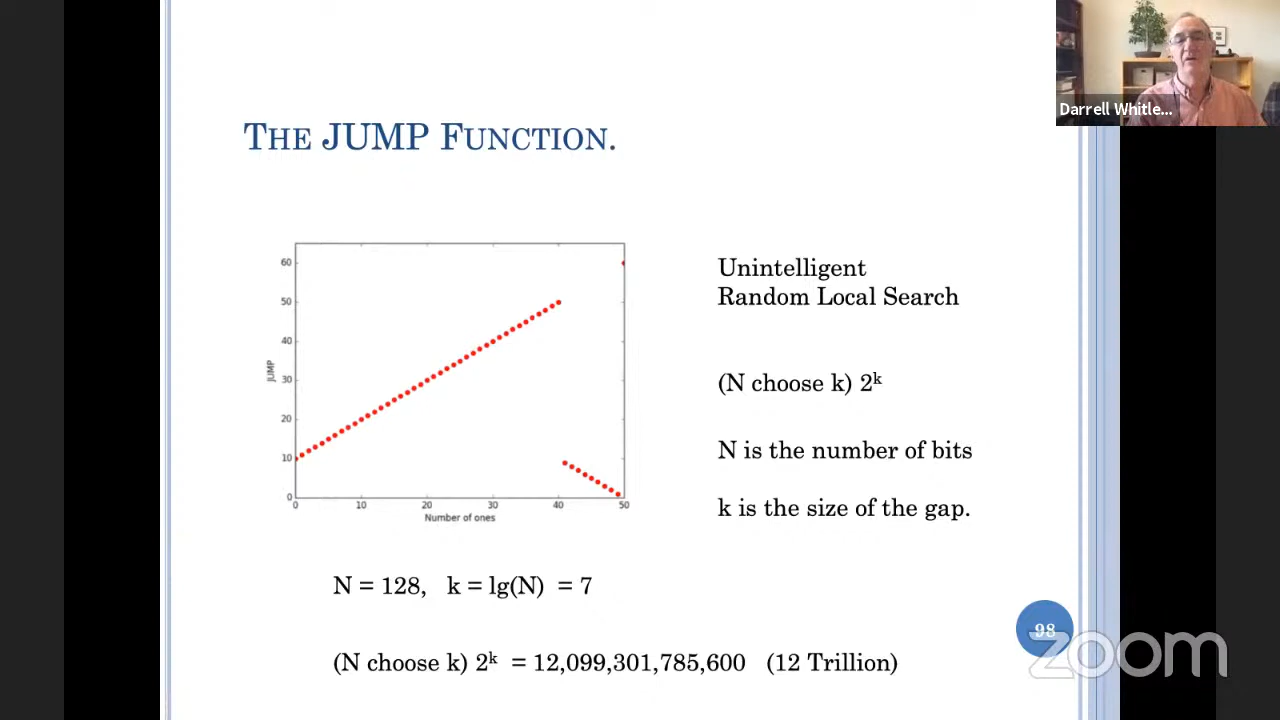 Darrell Whitle...
THE JUMP FUNCTION.
60
50
40
30
20
10
0
JUMP
0 10 20 30 40 50
Number of ones
Unintelligent
Random Local Search
(N choose k) 2ᵏ
N is the number of bits
k is the size of the gap.
N = 128, k = lg(N) = 7
(N choose k) 2ᵏ = 12,099,301,785,600 (12 Trillion)
98
zoom